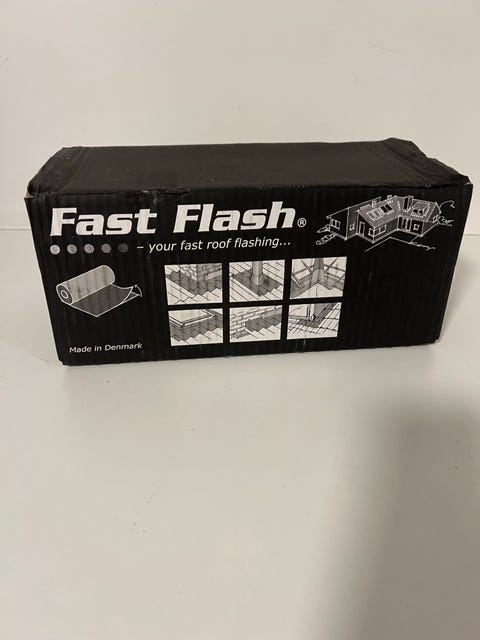 Fast Flash®
– your fast roof flashing...
Made in Denmark